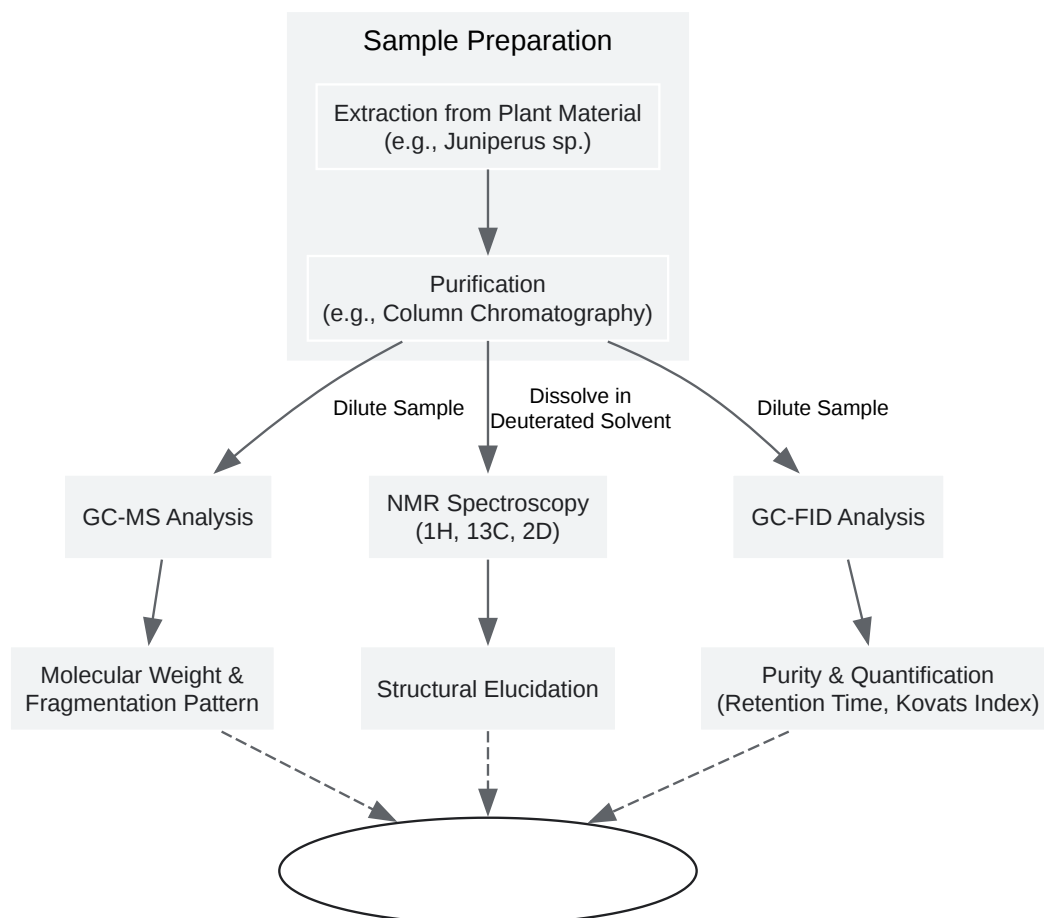 Sample Preparation
Extraction from Plant Material
(e.g., Juniperus sp.)
Purification
(e.g., Column Chromatography)
Dilute Sample
Dissolve in
Deuterated Solvent
Dilute Sample
GC-MS Analysis
NMR Spectroscopy
(1H, 13C, 2D)
GC-FID Analysis
Molecular Weight &
Fragmentation Pattern
Structural Elucidation
Purity & Quantification
(Retention Time, Kovats Index)